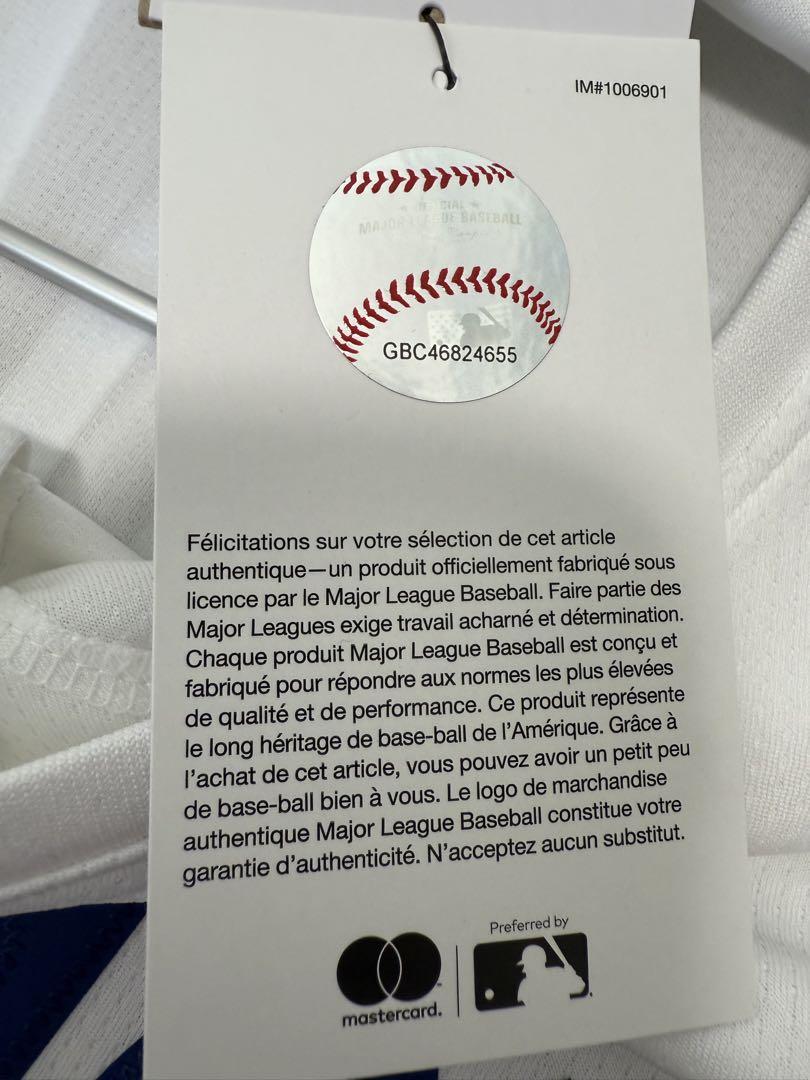 IM#1006901
MAJOR LEAGUE BASEBALL
GBC46824655
Félicitations sur votre sélection de cet article
authentique—un produit officiellement fabriqué sous
licence par le Major League Baseball. Faire partie des
Major Leagues exige travail acharné et détermination.
Chaque produit Major League Baseball est conçu et
fabriqué pour répondre aux normes les plus élevées
de qualité et de performance. Ce produit représente
le long héritage de base-ball de l'Amérique. Grâce à
l'achat de cet article, vous pouvez avoir un petit peu
de base-ball bien à vous. Le logo de marchandise
authentique Major League Baseball constitue votre
garantie d'authenticité. N'acceptez aucun substitut.
Preferred by
mastercard.